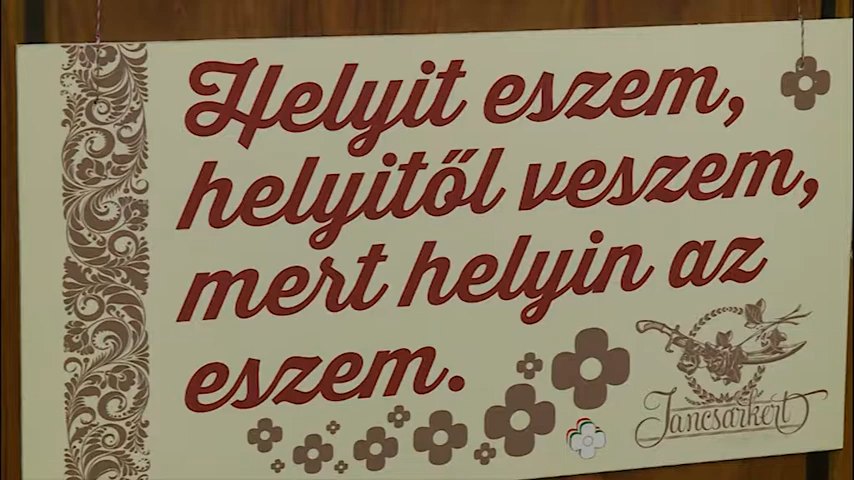 Helyit eszem,
helyitől veszem,
mert helyin az
eszem.
Jancsárkert